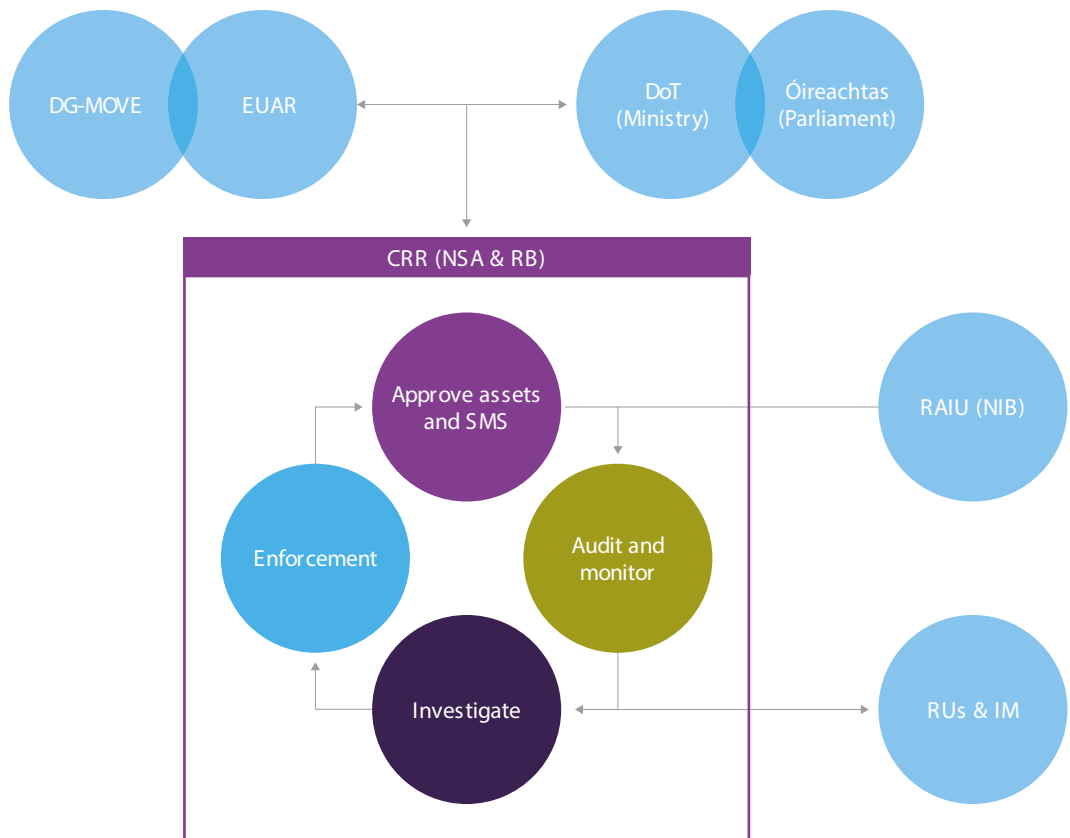 DG-MOVE
EUAR
DoT
(Ministry)
Óireachtas
(Parliament)
CRR (NSA & RB)
Approve assets
and SMS
RAIU (NIB)
Enforcement
Audit and
monitor
Investigate
RUs & IM